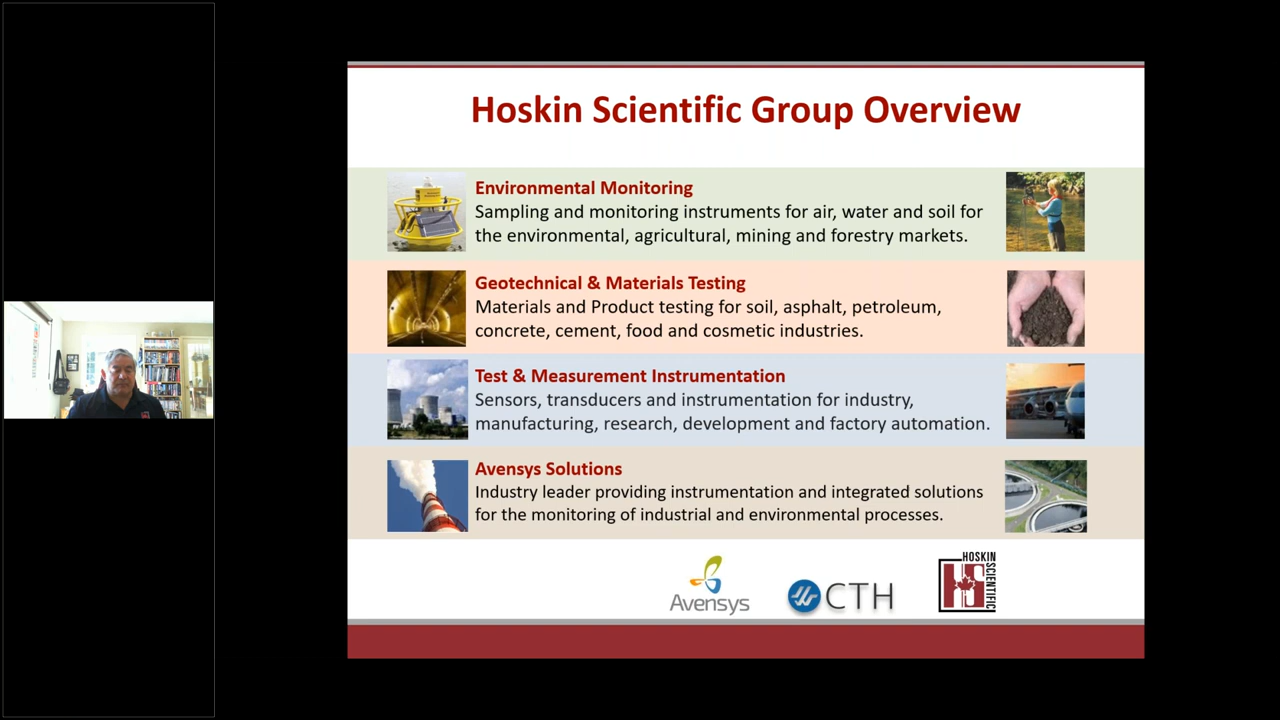 Hoskin Scientific Group Overview
Environmental Monitoring
Sampling and monitoring instruments for air, water and soil for
the environmental, agricultural, mining and forestry markets.
Geotechnical & Materials Testing
Materials and Product testing for soil, asphalt, petroleum,
concrete, cement, food and cosmetic industries.
Test & Measurement Instrumentation
Sensors, transducers and instrumentation for industry,
manufacturing, research, development and factory automation.
Avensys Solutions
Industry leader providing instrumentation and integrated solutions
for the monitoring of industrial and environmental processes.
Avensys
CTH
HOSKIN
SCIENTIFIC
HS